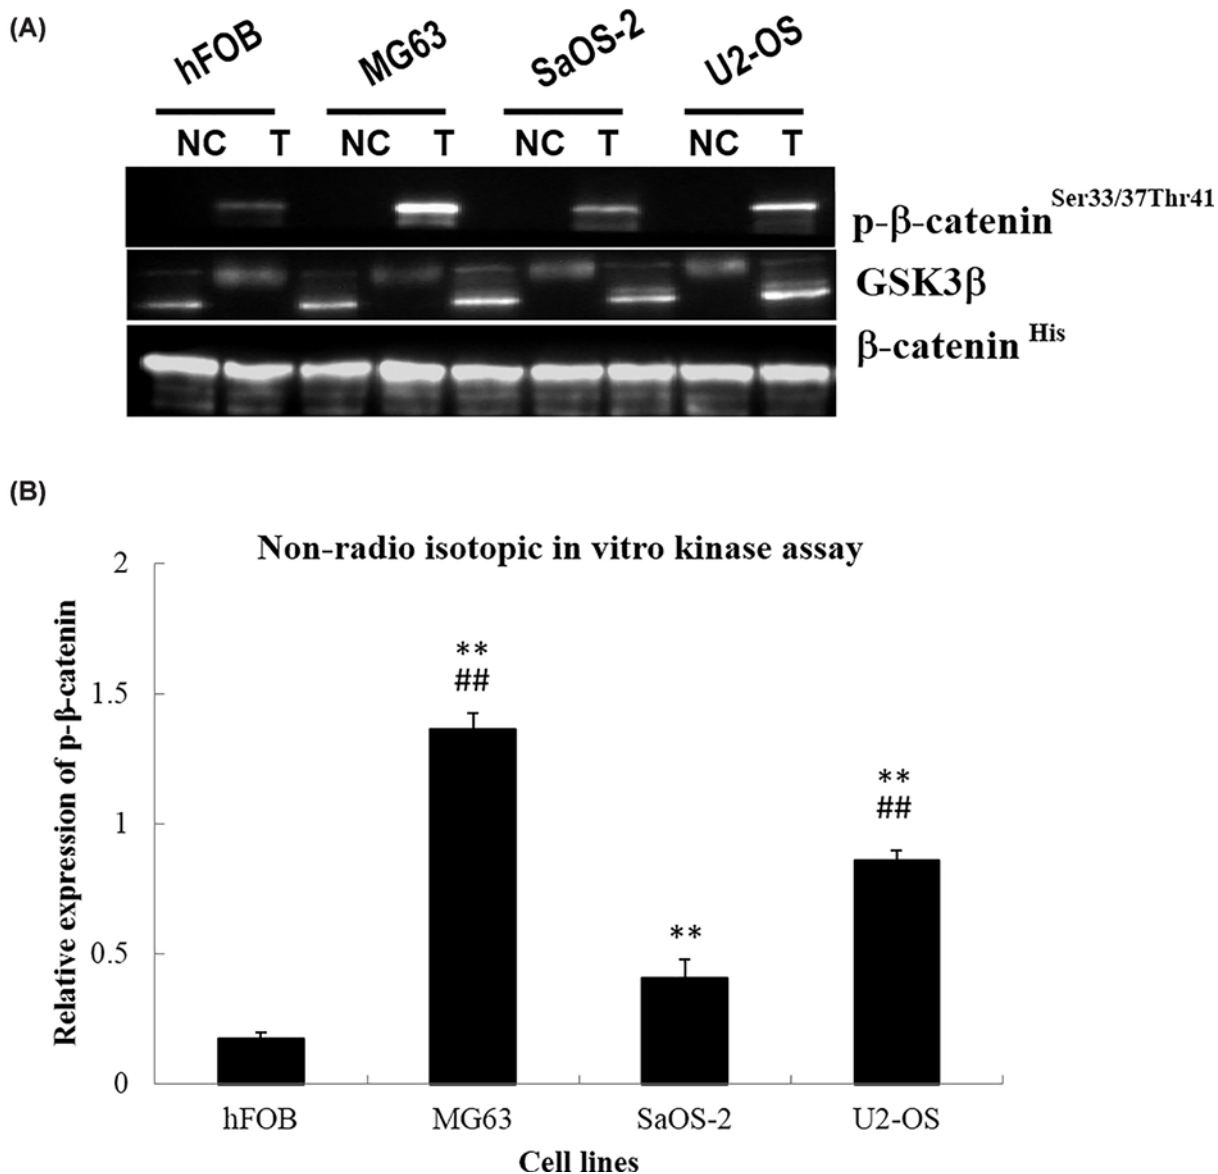 (A)
hFOB MG63 SaOS-2 U2-OS
NC T NC T NC T NC T
p-β-catenin Ser33/37Thr41
GSK3β
β-catenin His
(B)
Non-radio isotopic in vitro kinase assay
Relative expression of p-β-catenin
2
1.5
1
0.5
0
**
##
**
**
##
hFOB MG63 SaOS-2 U2-OS
Cell lines